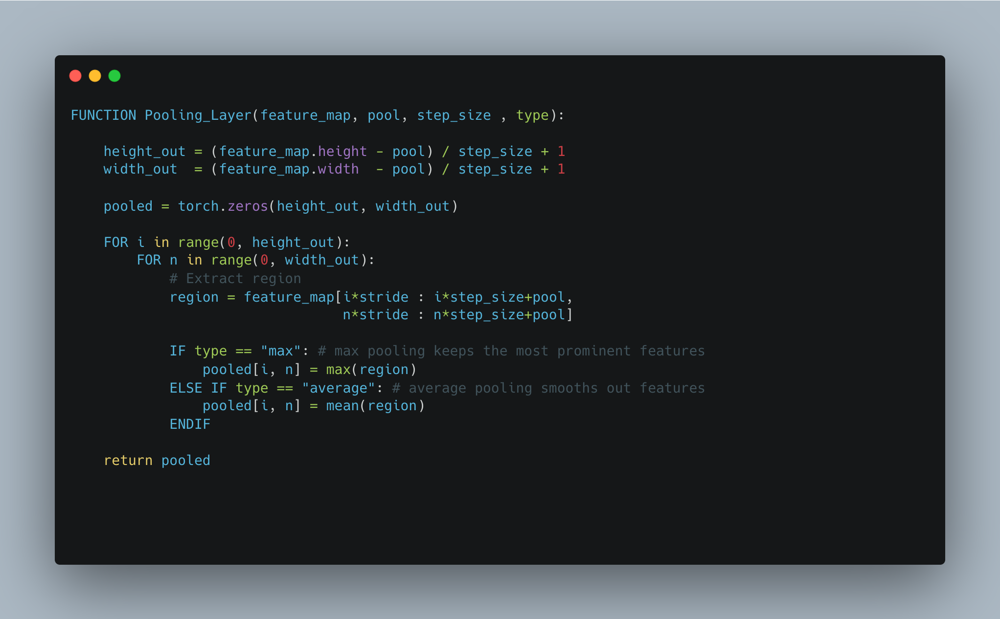 FUNCTION Pooling_Layer(feature_map, pool, step_size , type):
height_out = (feature_map.height - pool) / step_size + 1
width_out  = (feature_map.width  - pool) / step_size + 1
pooled = torch.zeros(height_out, width_out)
FOR i in range(0, height_out):
FOR n in range(0, width_out):
# Extract region
region = feature_map[i*stride : i*step_size+pool,
n*stride : n*step_size+pool]
IF type == "max": # max pooling keeps the most prominent features
pooled[i, n] = max(region)
ELSE IF type == "average": # average pooling smooths out features
pooled[i, n] = mean(region)
ENDIF
return pooled